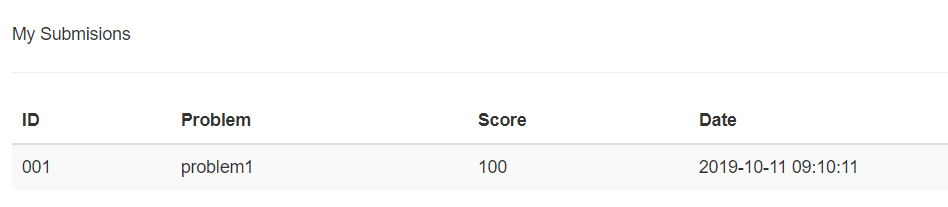 My Submisions
ID Problem Score Date
001 problem1 100 2019-10-11 09:10:11